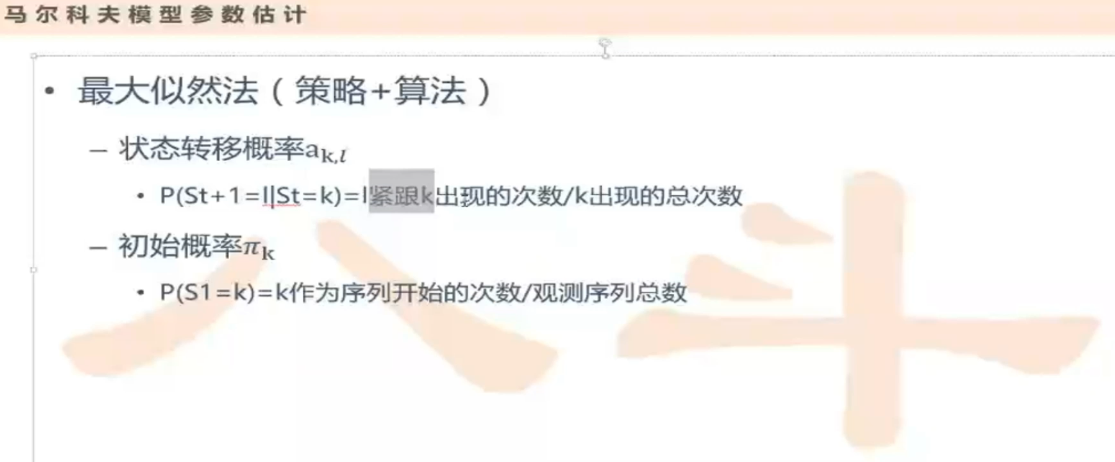 马尔科夫模型参数估计
• 最大似然法（策略+算法）
– 状态转移概率a_{k,l}
• P(St+1=l|St=k)=l紧跟k出现的次数/k出现的总次数
– 初始概率π_k
• P(S1=k)=k作为序列开始的次数/观测序列总数
八斗